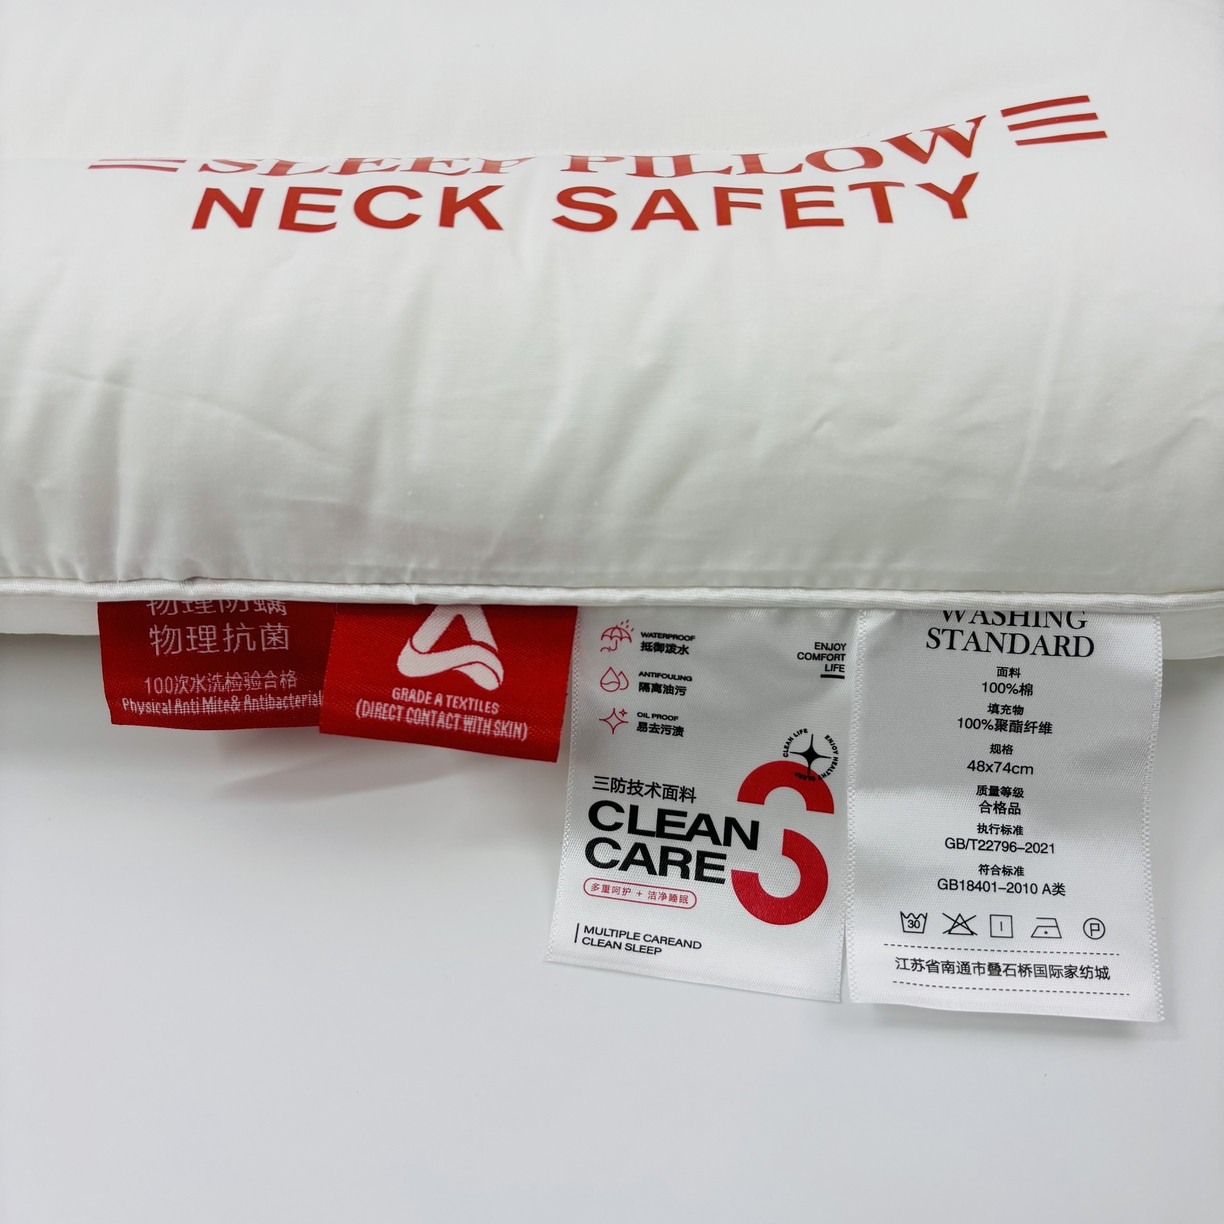 SLEEP PILLOW
NECK SAFETY
物理防螨
物理抗菌
100次水洗检验合格
Physical Anti Mite& Antibacterial
GRADE A TEXTILES
(DIRECT CONTACT WITH SKIN)
WATERPROOF
抵御泼水
ANTIFOULING
隔离油污
OIL PROOF
易去污渍
ENJOY
COMFORT
LIFE
CLEAN LIFE
ENJOY HEALTHY
三防技术面料
CLEAN
CARE
多重呵护 + 洁净睡眠
MULTIPLE CAREAND
CLEAN SLEEP
WASHING
STANDARD
面料
100%棉
填充物
100%聚酯纤维
规格
48x74cm
质量等级
合格品
执行标准
GB/T22796–2021
符合标准
GB18401–2010 A类
30
P
江苏省南通市叠石桥国际家纺城